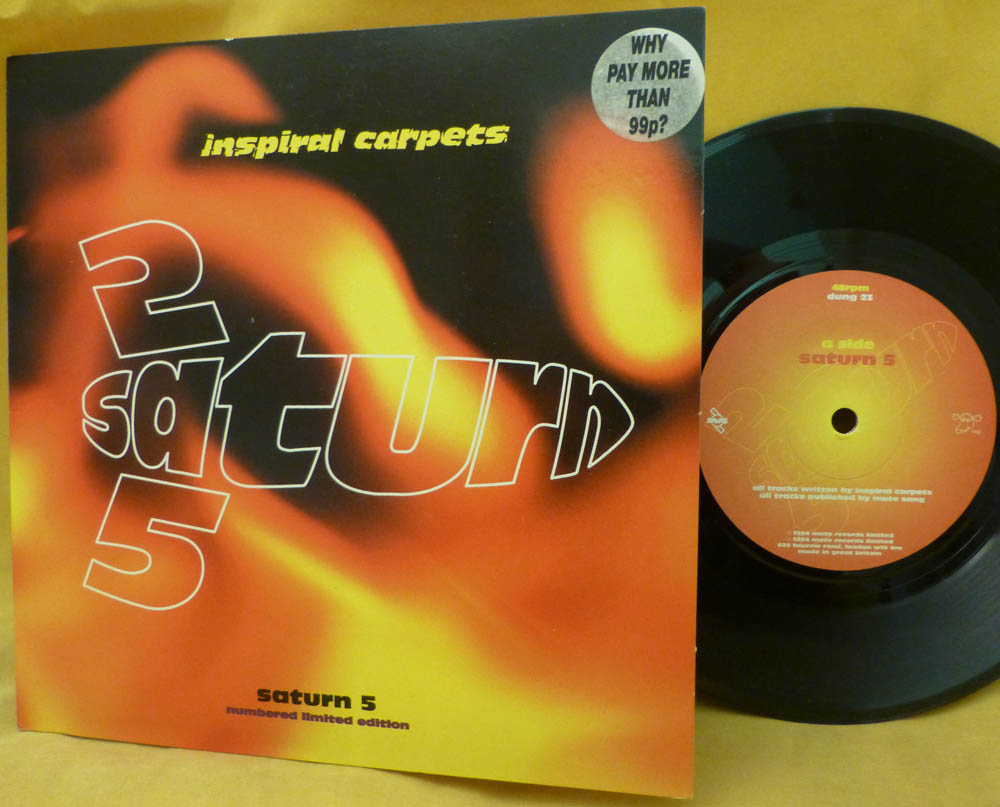 inspiral carpets
WHY
PAY MORE
THAN
99p?
2
saturn
5
saturn 5
numbered limited edition
45rpm
dung 23
a side
saturn 5
all tracks written by inspiral carpets
all tracks published by mute song
1994 mute records limited
1994 mute records limited
429 harrow road, london w10 4re
made in great britain